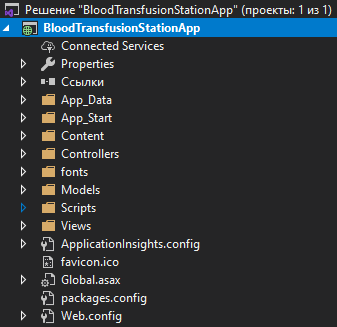 Решение "BloodTransfusionStationApp" (проекты: 1 из 1)
BloodTransfusionStationApp
Connected Services
Properties
Ссылки
App_Data
App_Start
Content
Controllers
fonts
Models
Scripts
Views
ApplicationInsights.config
favicon.ico
Global.asax
packages.config
Web.config